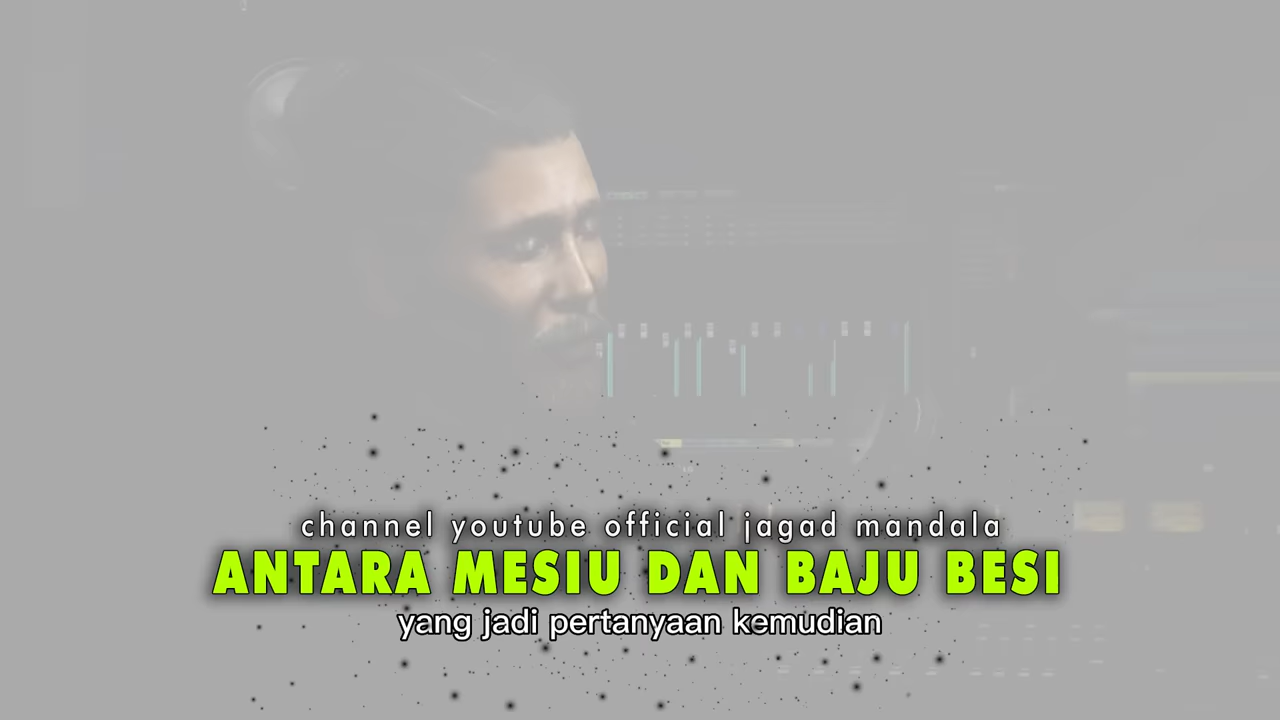 channel youtube official jagad mandala
ANTARA MESIU DAN BAJU BESI
yang jadi pertanyaan kemudian